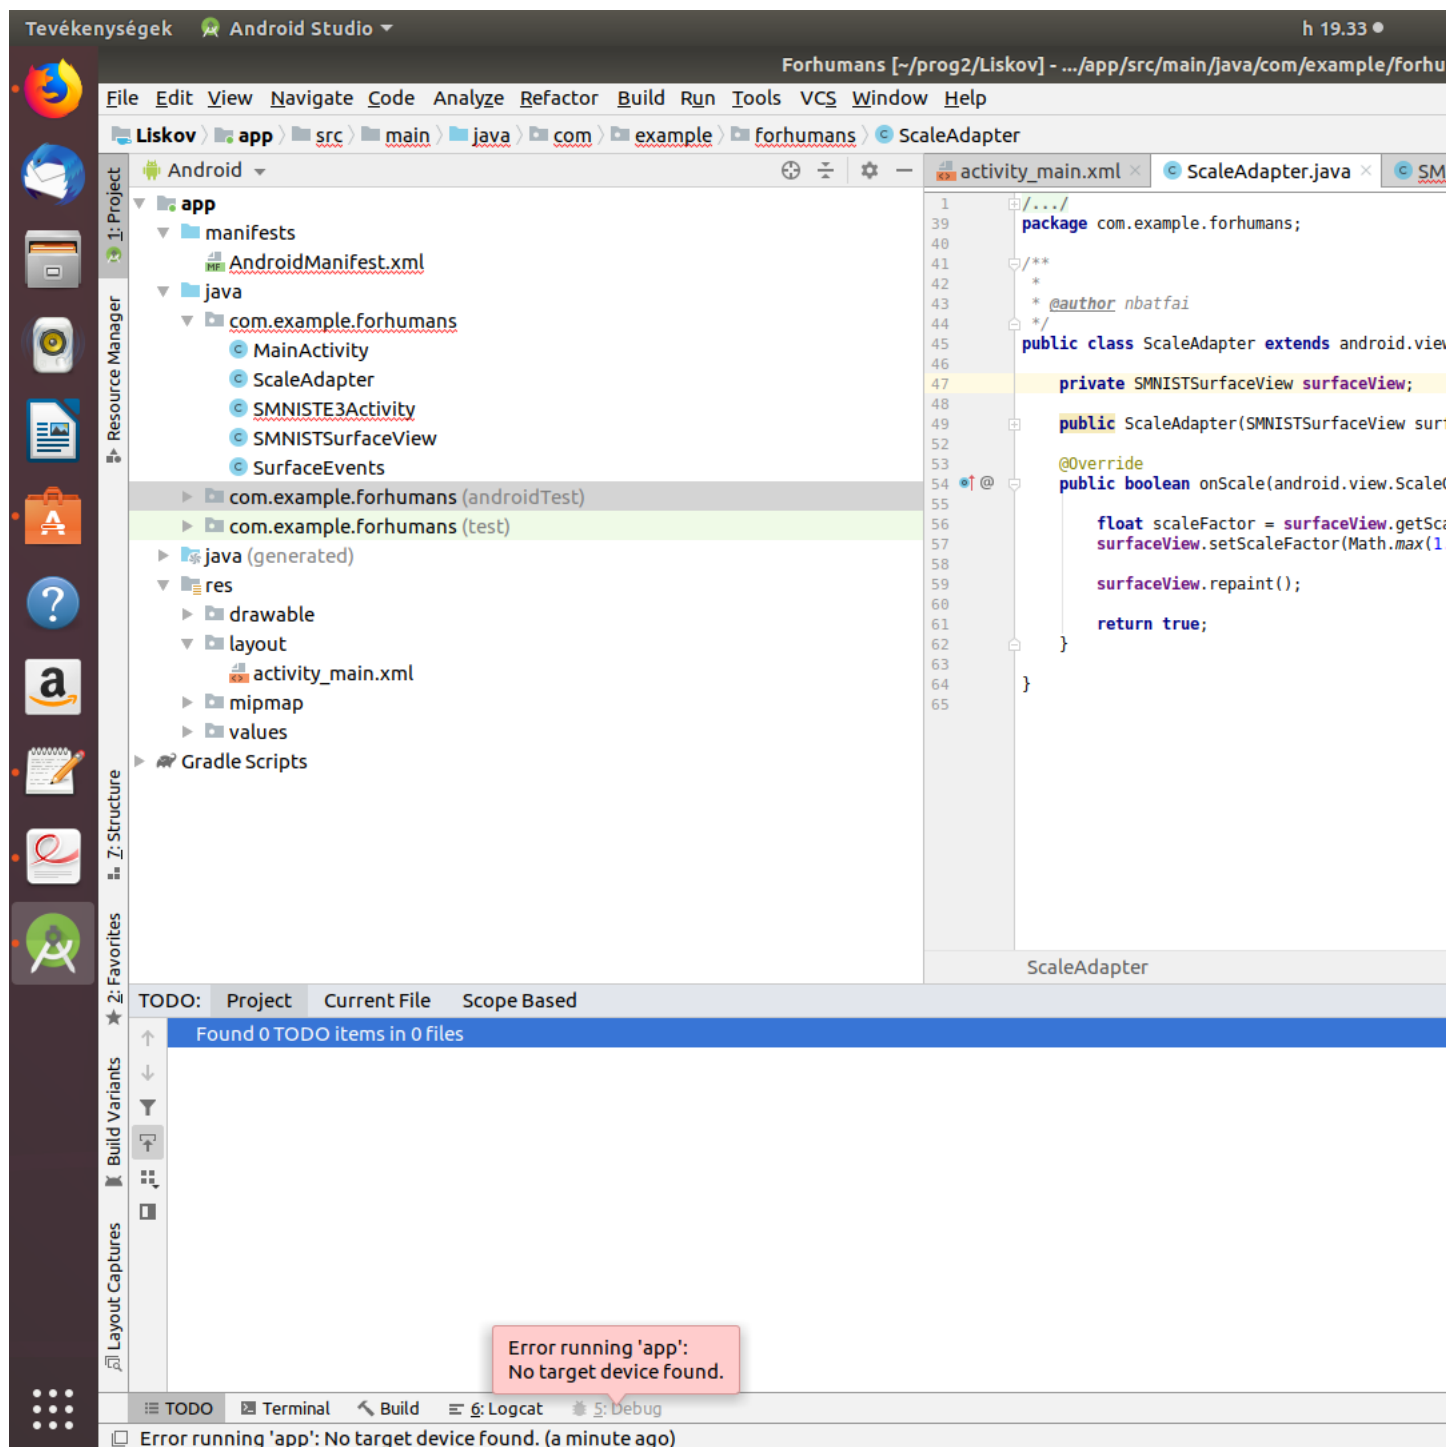 Tevékenységek Android Studio h 19.33
Forhumans [~/prog2/Liskov] - .../app/src/main/java/com/example/forhu
File Edit View Navigate Code Analyze Refactor Build Run Tools VCS Window Help
Liskov app src main java com example forhumans ScaleAdapter
Android
activity_main.xml ScaleAdapter.java SM
1: Project
Resource Manager
7: Structure
2: Favorites
Build Variants
Layout Captures
app
manifests
AndroidManifest.xml
java
com.example.forhumans
MainActivity
ScaleAdapter
SMNISTE3Activity
SMNISTSurfaceView
SurfaceEvents
com.example.forhumans (androidTest)
com.example.forhumans (test)
java (generated)
res
drawable
layout
activity_main.xml
mipmap
values
Gradle Scripts
1 /.../
39 package com.example.forhumans;
40
41 /**
42 *
43 * @author nbatfai
44 */
45 public class ScaleAdapter extends android.view
46
47 private SMNISTSurfaceView surfaceView;
48
49 public ScaleAdapter(SMNISTSurfaceView surf
52
53 @Override
54 @ public boolean onScale(android.view.ScaleG
55
56 float scaleFactor = surfaceView.getSca
57 surfaceView.setScaleFactor(Math.max(1.
58
59 surfaceView.repaint();
60
61 return true;
62 }
63
64 }
65
ScaleAdapter
TODO: Project Current File Scope Based
Found 0 TODO items in 0 files
Error running 'app':
No target device found.
TODO Terminal Build 6: Logcat 5: Debug
Error running 'app': No target device found. (a minute ago)